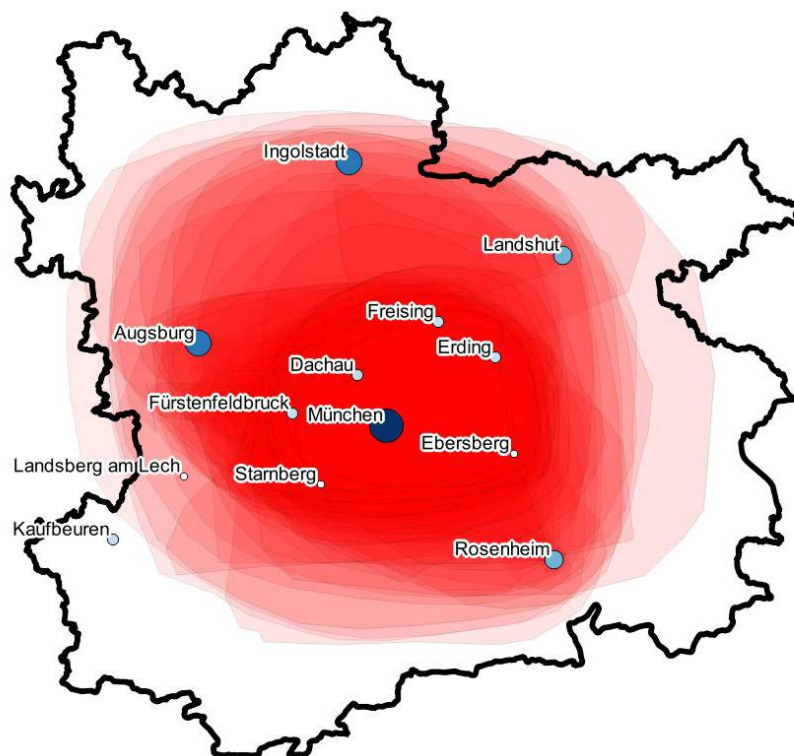 Ingolstadt
Landshut
Freising
Augsburg
Erding
Dachau
Fürstenfeldbruck
München
Ebersberg
Landsberg am Lech
Starnberg
Kaufbeuren
Rosenheim